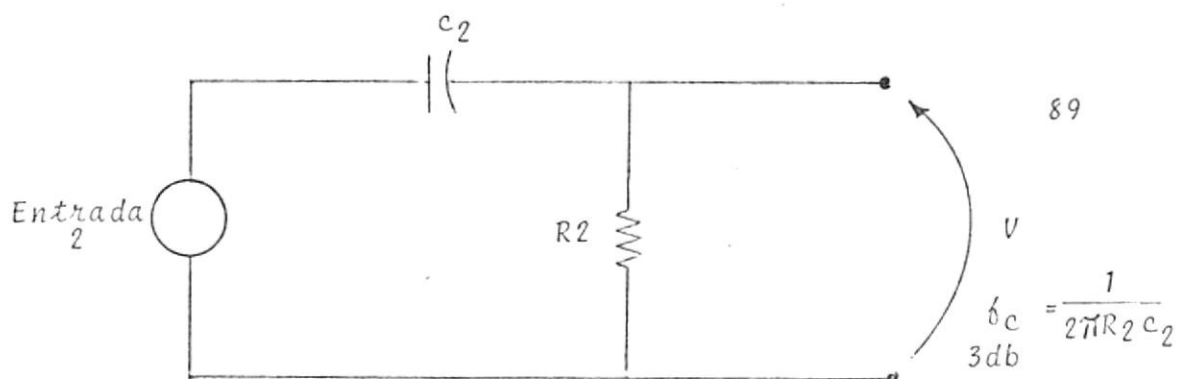 C2
89
Entrada
2
R2
V
fc = 1/2πR2C2
3db